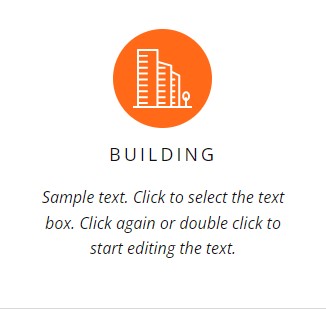 BUILDING
Sample text. Click to select the text
box. Click again or double click to
start editing the text.